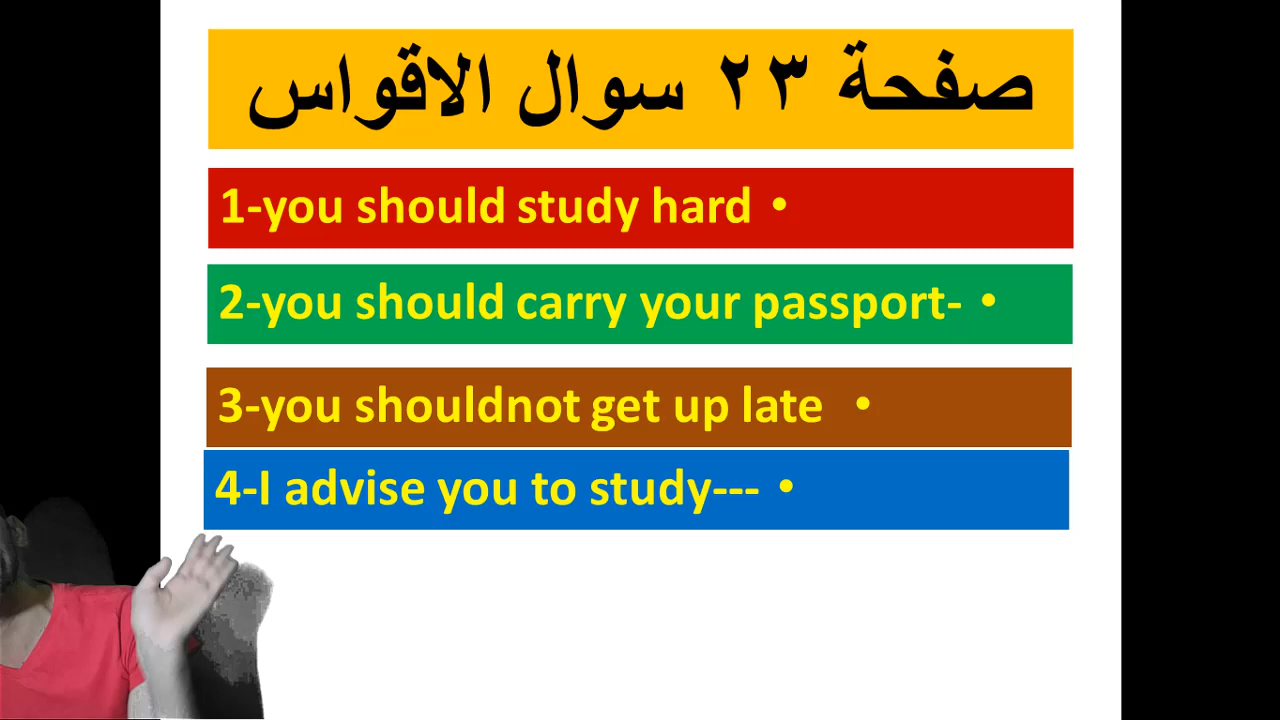 صفحة ٢٣ سوال الاقواس
1-you should study hard •
2-you should carry your passport- •
3-you shouldnot get up late •
4-I advise you to study--- •